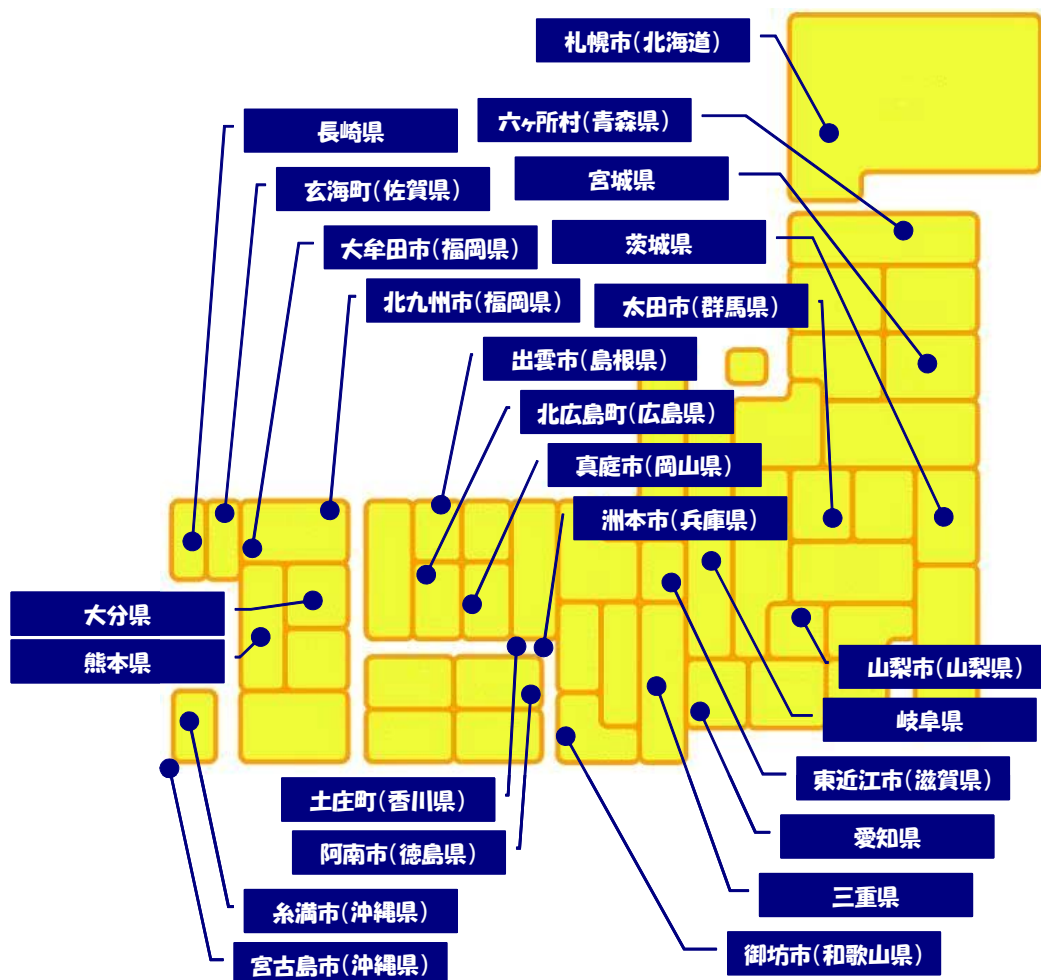 札幌市(北海道)
六ヶ所村(青森県)
長崎県
宮城県
玄海町(佐賀県)
茨城県
大牟田市(福岡県)
北九州市(福岡県)
太田市(群馬県)
出雲市(島根県)
北広島町(広島県)
真庭市(岡山県)
洲本市(兵庫県)
大分県
熊本県
山梨市(山梨県)
岐阜県
東近江市(滋賀県)
土庄町(香川県)
愛知県
阿南市(徳島県)
三重県
糸満市(沖縄県)
御坊市(和歌山県)
宮古島市(沖縄県)